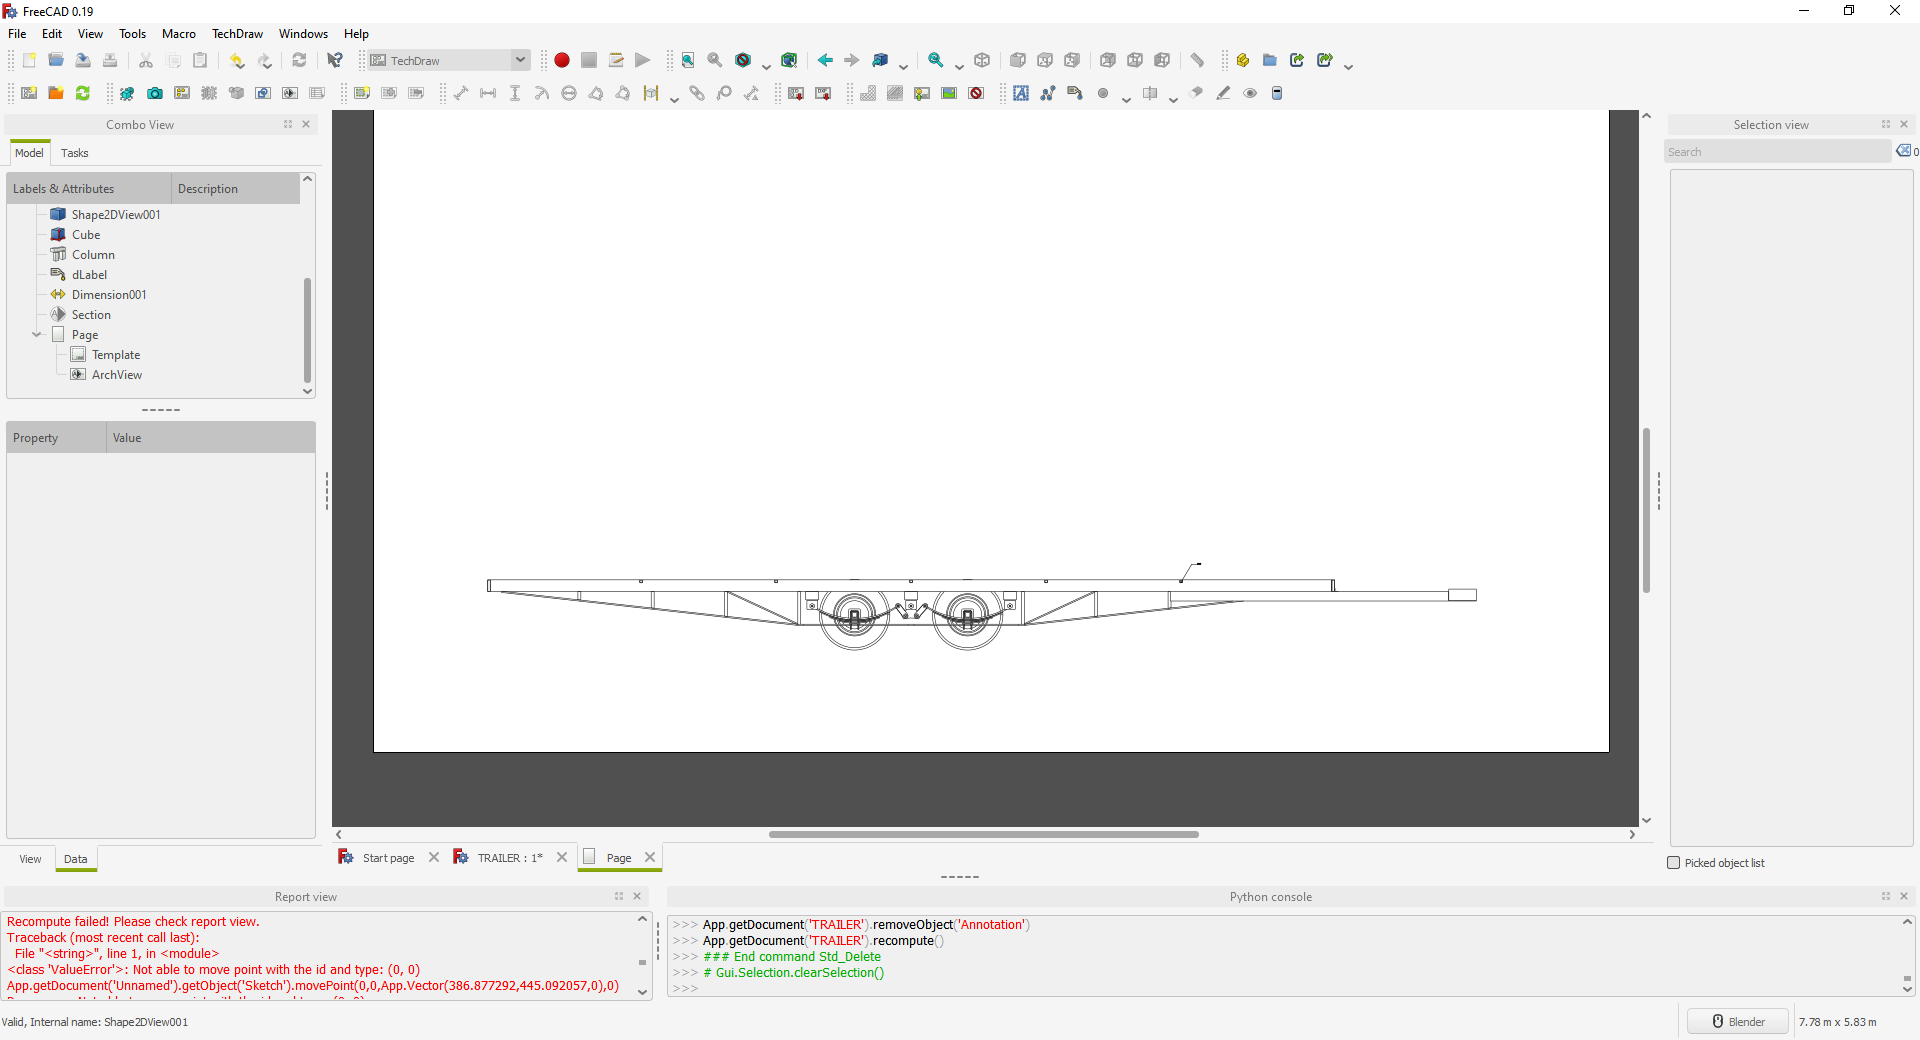 FreeCAD 0.19
File Edit View Tools Macro TechDraw Windows Help
TechDraw
Combo View
Selection view
Model Tasks
Search
0
Labels & Attributes Description
Shape2DView001
Cube
Column
dLabel
Dimension001
Section
Page
Template
ArchView
Property Value
View Data
Start page TRAILER : 1* Page
Picked object list
Report view
Python console
Recompute failed! Please check report view.
Traceback (most recent call last):
File "<string>", line 1, in <module>
<class 'ValueError'>: Not able to move point with the id and type: (0, 0)
App.getDocument('Unnamed').getObject('Sketch').movePoint(0,0,App.Vector(386.877292,445.092057,0),0)
>>> App.getDocument('TRAILER').removeObject('Annotation')
>>> App.getDocument('TRAILER').recompute()
>>> ### End command Std_Delete
>>> # Gui.Selection.clearSelection()
>>>
Valid, Internal name: Shape2DView001
Blender
7.78 m x 5.83 m